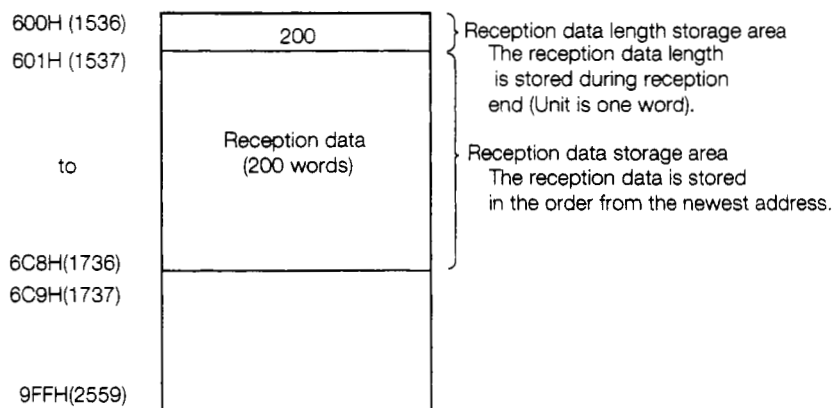 600H (1536)
200
Reception data length storage area
The reception data length
is stored during reception
end (Unit is one word).
601H (1537)
Reception data
(200 words)
to
Reception data storage area
The reception data is stored
in the order from the newest address.
6C8H(1736)
6C9H(1737)
9FFH(2559)